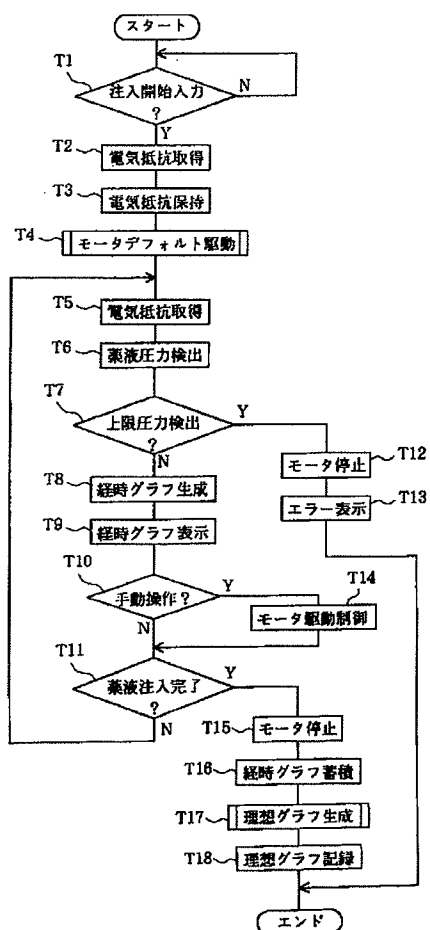 スタート
T1
注入開始入力
?
N
Y
T2
電気抵抗取得
T3
電気抵抗保持
T4
モータデフォルト駆動
T5
電気抵抗取得
T6
薬液圧力検出
T7
上限圧力検出
?
Y
N
T8
経時グラフ生成
T9
経時グラフ表示
モータ停止
T12
エラー表示
T13
T10
手動操作?
Y
N
T14
モータ駆動制御
T11
薬液注入完了
?
Y
N
T15
モータ停止
T16
経時グラフ蓄積
T17
理想グラフ生成
T18
理想グラフ記録
エンド